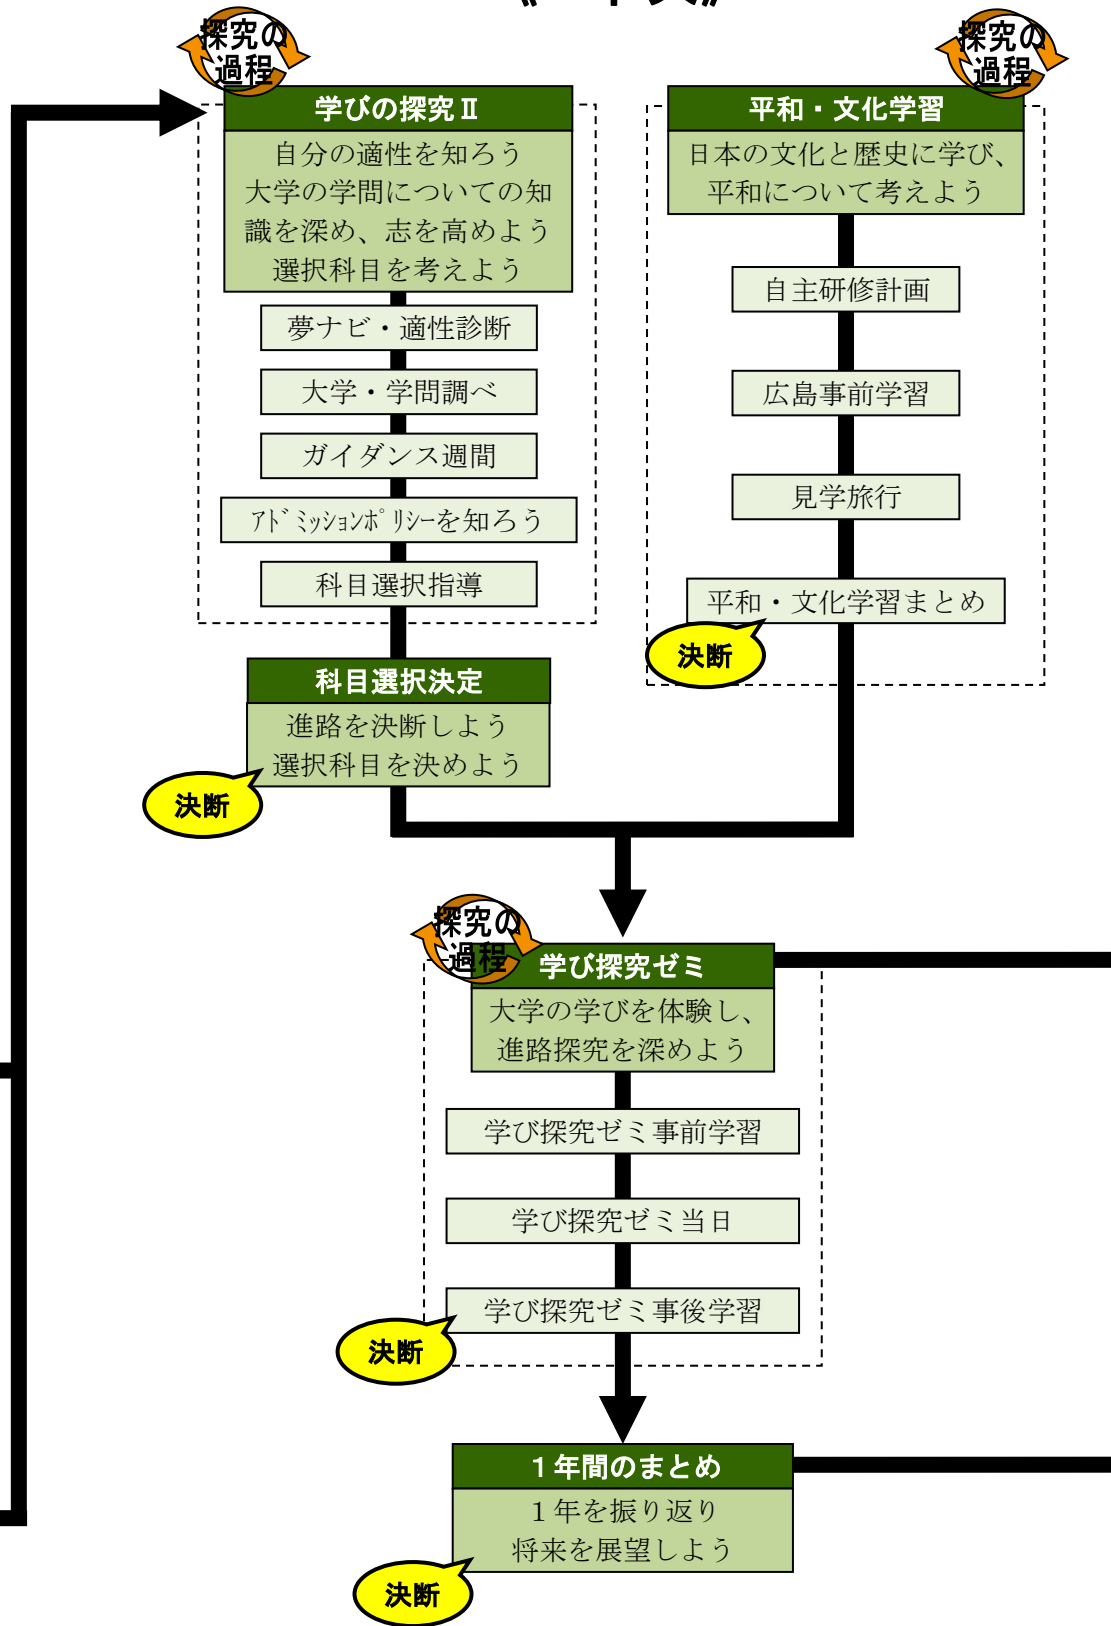 探究の
過程
学びの探究Ⅱ
自分の適性を知ろう
大学の学問についての知
識を深め、志を高めよう
選択科目を考えよう
夢ナビ・適性診断
大学・学問調べ
ガイダンス週間
ｱﾄﾞﾐｯｼｮﾝﾎﾟﾘｼｰを知ろう
科目選択指導
科目選択決定
進路を決断しよう
選択科目を決めよう
決断
探究の
過程
平和・文化学習
日本の文化と歴史に学び、
平和について考えよう
自主研修計画
広島事前学習
見学旅行
平和・文化学習まとめ
決断
探究の
過程
学び探究ゼミ
大学の学びを体験し、
進路探究を深めよう
学び探究ゼミ事前学習
学び探究ゼミ当日
学び探究ゼミ事後学習
決断
１年間のまとめ
１年を振り返り
将来を展望しよう
決断